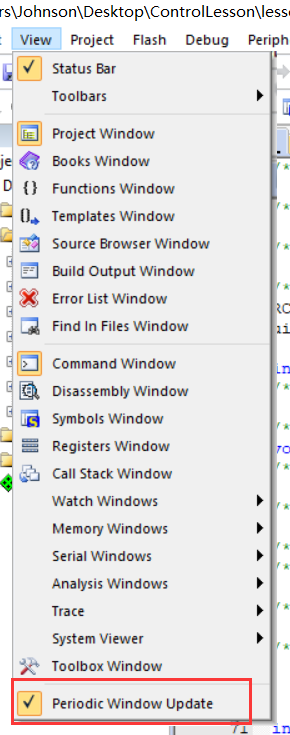 rs\Johnson\Desktop\ControlLesson\less
View Project Flash Debug Periph
Status Bar
Toolbars
Project Window
Books Window
Functions Window
Templates Window
Source Browser Window
Build Output Window
Error List Window
Find In Files Window
Command Window
Disassembly Window
Symbols Window
Registers Window
Call Stack Window
Watch Windows
Memory Windows
Serial Windows
Analysis Windows
Trace
System Viewer
Toolbox Window
Periodic Window Update
71 in